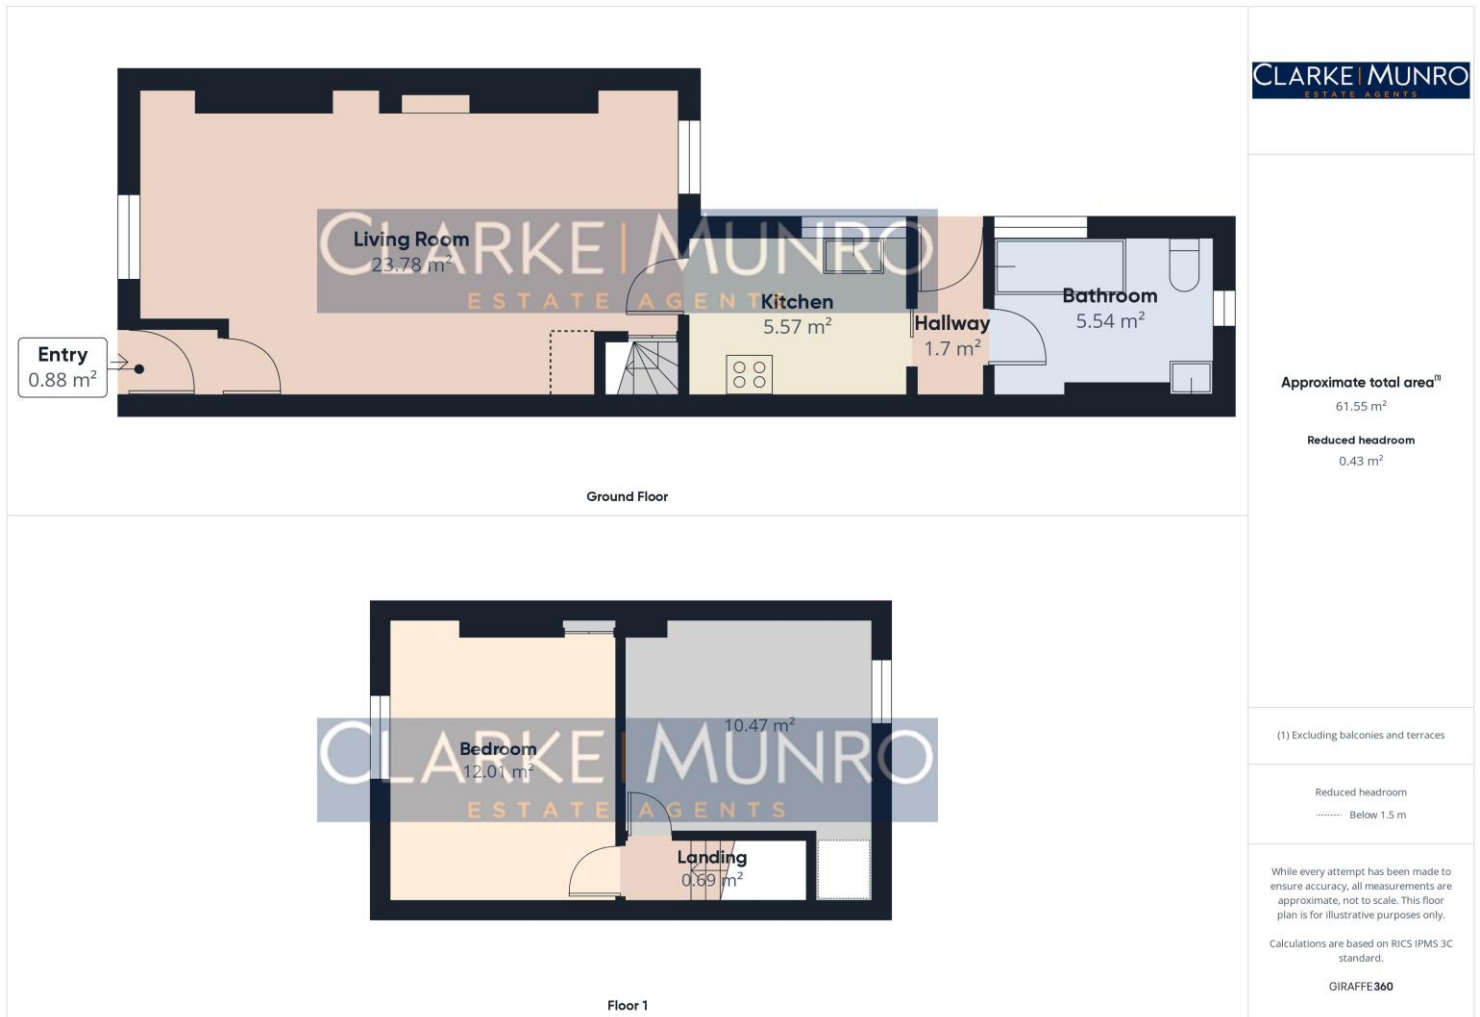 CLARKE | MUNRO
ESTATE AGENTS
Living Room
23.78 m²
CLARKE | MUNRO
ESTATE AGENTS
Kitchen
5.57 m²
Hallway
1.7 m²
Bathroom
5.54 m²
Entry
0.88 m²
Ground Floor
Approximate total area(1)
61.55 m²
Reduced headroom
0.43 m²
10.47 m²
Bedroom
12.01 m²
CLARKE | MUNRO
ESTATE AGENTS
Landing
0.69 m²
Floor 1
(1) Excluding balconies and terraces
Reduced headroom
Below 1.5 m
While every attempt has been made to
ensure accuracy, all measurements are
approximate, not to scale. This floor
plan is for illustrative purposes only.
Calculations are based on RICS IPMS 3C
standard.
GIRAFFE360